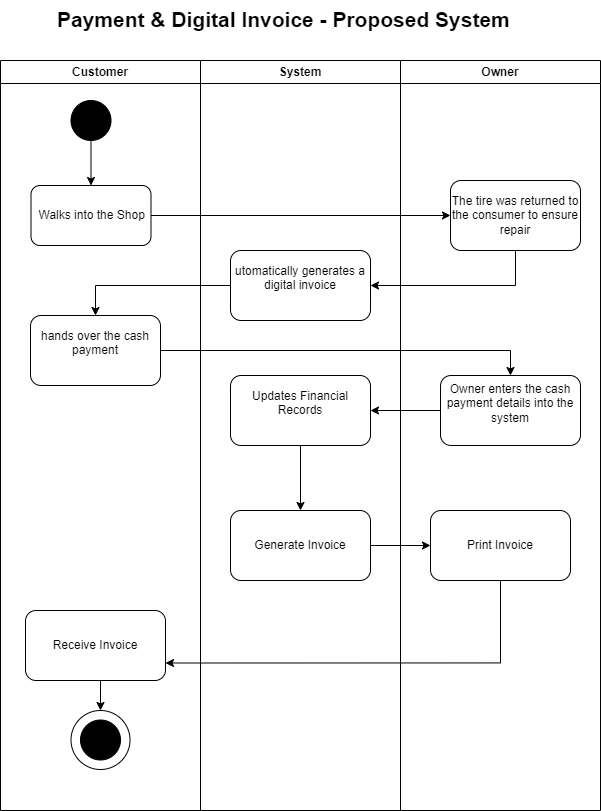 Payment & Digital Invoice - Proposed System
Customer
System
Owner
Walks into the Shop
The tire was returned to
the consumer to ensure
repair
utomatically generates a
digital invoice
hands over the cash
payment
Owner enters the cash
payment details into the
system
Updates Financial
Records
Generate Invoice
Print Invoice
Receive Invoice